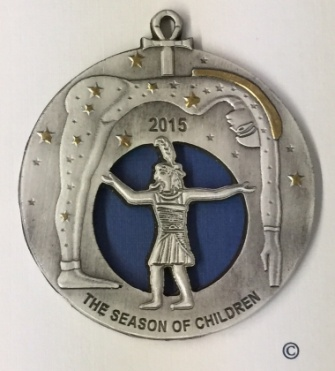 2015
THE SEASON OF CHILDREN
©